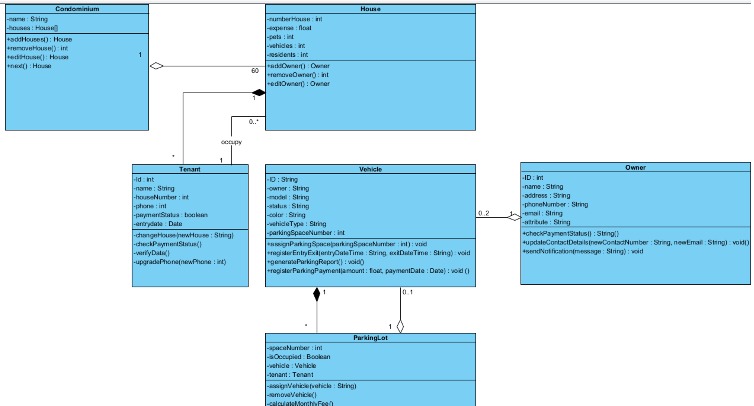 Condominium
-name : String
-houses : House[]
+addHouses() : House
+removeHouse() : int
+editHouse() : House
+next() : House
1
60
House
-numberHouse : int
-expense : float
-pets : int
-vehicles : int
-residents : int
+addOwner() : Owner
+removeOwner() : int
+editOwner() : Owner
1
0..*
occupy
*
1
Tenant
-Id : int
-name : String
-houseNumber : int
-phone : int
-paymentStatus : boolean
-entrydate : Date
-changeHouse(newHouse : String)
-checkPaymentStatus()
-verifyData()
-upgradePhone(newPhone : int)
Vehicle
-ID : String
-owner : String
-model : String
-status : String
-color : String
-vehicleType : String
-parkingSpaceNumber : int
+assignParkingSpace(parkingSpaceNumber : int) : void
+registerEntryExit(entryDateTime : String, exitDateTime : String) : void
+generateParkingReport() : void()
+registerParkingPayment(amount : float, paymentDate : Date) : void ()
0..2
1
Owner
-ID : int
-name : String
-address : String
-phoneNumber : String
-email : String
-attribute : String
+checkPaymentStatus() : String()
+updateContactDetails(newContactNumber : String, newEmail : String) : void()
+sendNotification(message : String) : void
1
0..1
*
1
ParkingLot
-spaceNumber : int
-isOccupied : Boolean
-vehicle : Vehicle
-tenant : Tenant
-assignVehicle(vehicle : String)
-removeVehicle()
-calculateMonthlyFee()